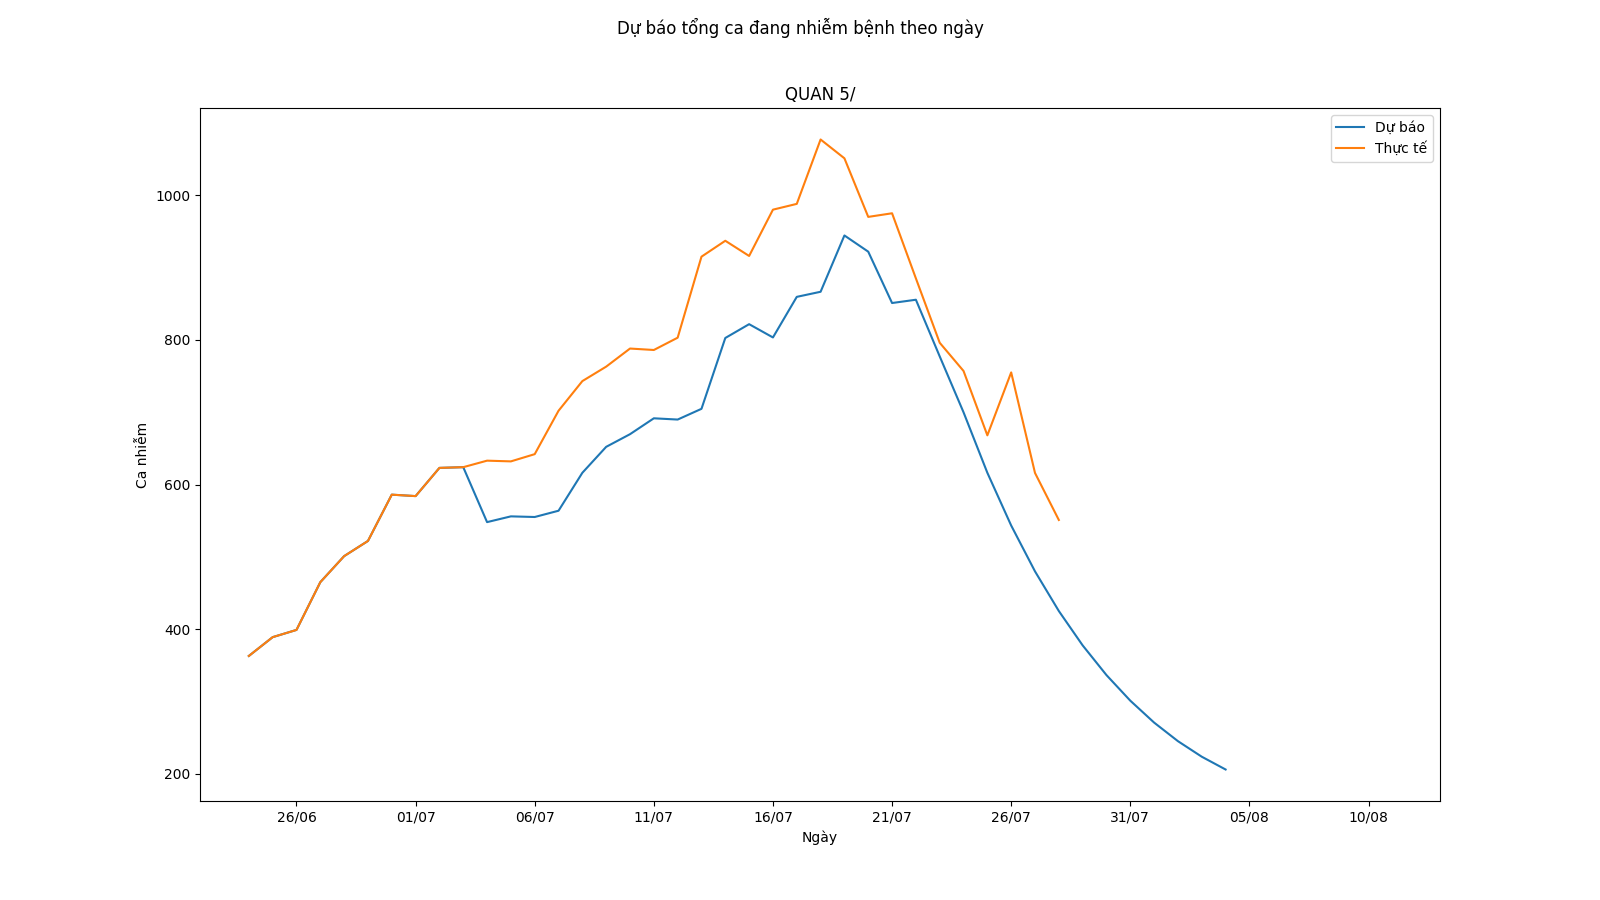 Dự báo tổng ca đang nhiễm bệnh theo ngày
QUAN 5/
Dự báo
Thực tế
1000
800
600
400
200
Ca nhiễm
26/06 01/07 06/07 11/07 16/07 21/07 26/07 31/07 05/08 10/08
Ngày